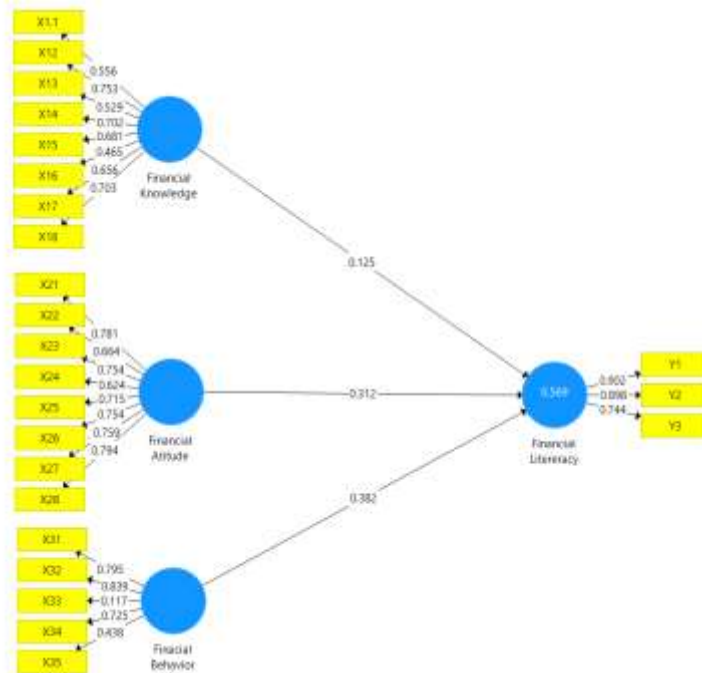 X1.1
X12
X13
X14
X15
X16
X17
X18
0.556
0.753
0.529
0.702
0.681
0.465
0.656
0.703
Financial
Knowledge
0.125
X21
X22
X23
X24
X25
X26
X27
X28
0.781
0.664
0.754
0.624
0.715
0.754
0.759
0.794
Financial
Atitude
0.312
0.569
Financial
Litereracy
0.902
0.898
0.744
Y1
Y2
Y3
0.382
X31
X32
X33
X34
X35
0.795
0.839
0.117
0.725
0.438
Finacial
Behavior